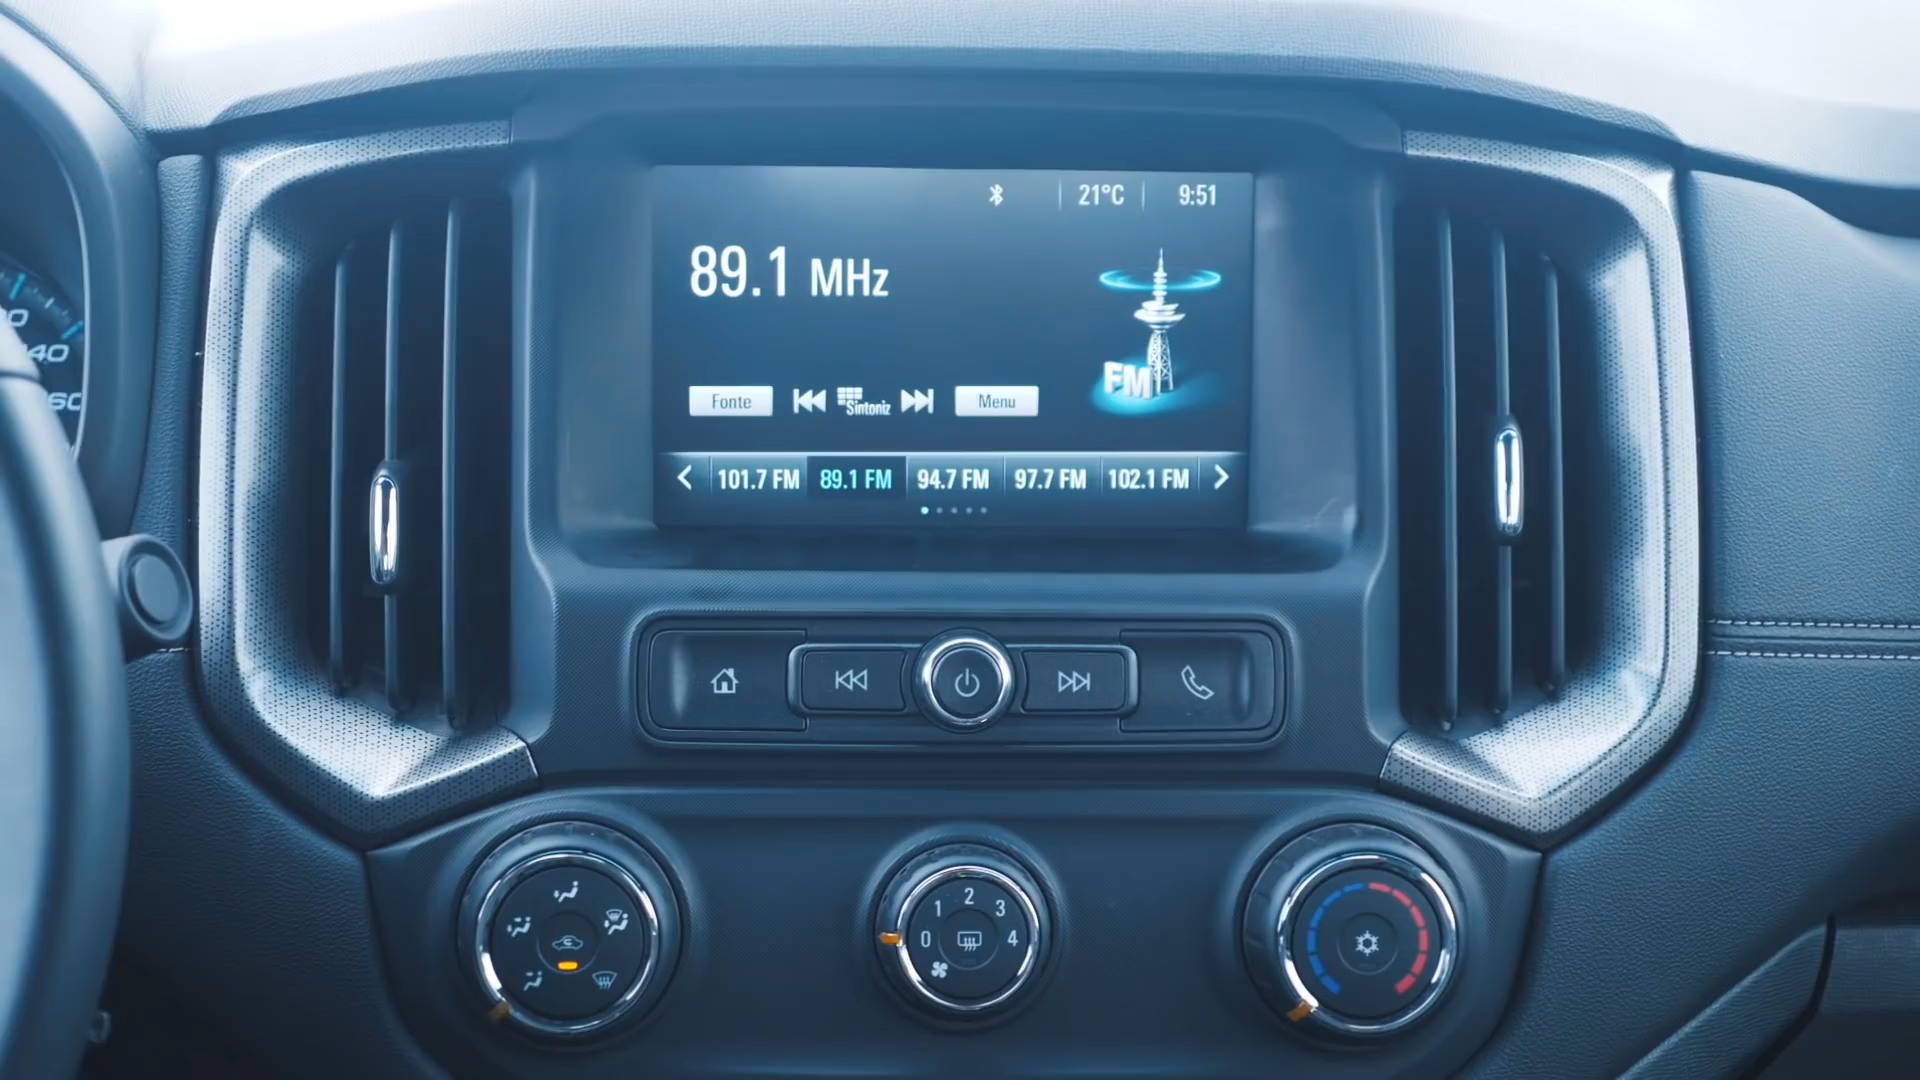 21°C 9:51
89.1 MHz
FM
Fonte Sintoniz Menu
101.7 FM 89.1 FM 94.7 FM 97.7 FM 102.1 FM
40
1 2 3
0 4